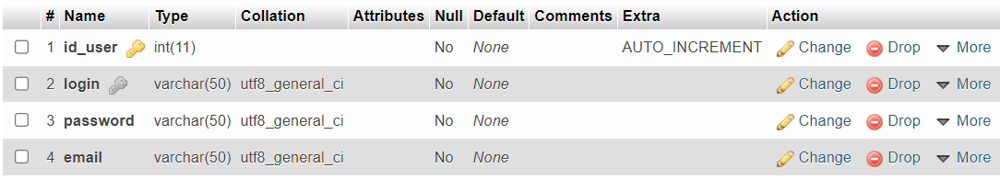 # Name Type Collation Attributes Null Default Comments Extra Action
1 id_user int(11) No None AUTO_INCREMENT Change Drop More
2 login varchar(50) utf8_general_ci No None Change Drop More
3 password varchar(50) utf8_general_ci No None Change Drop More
4 email varchar(50) utf8_general_ci No None Change Drop More